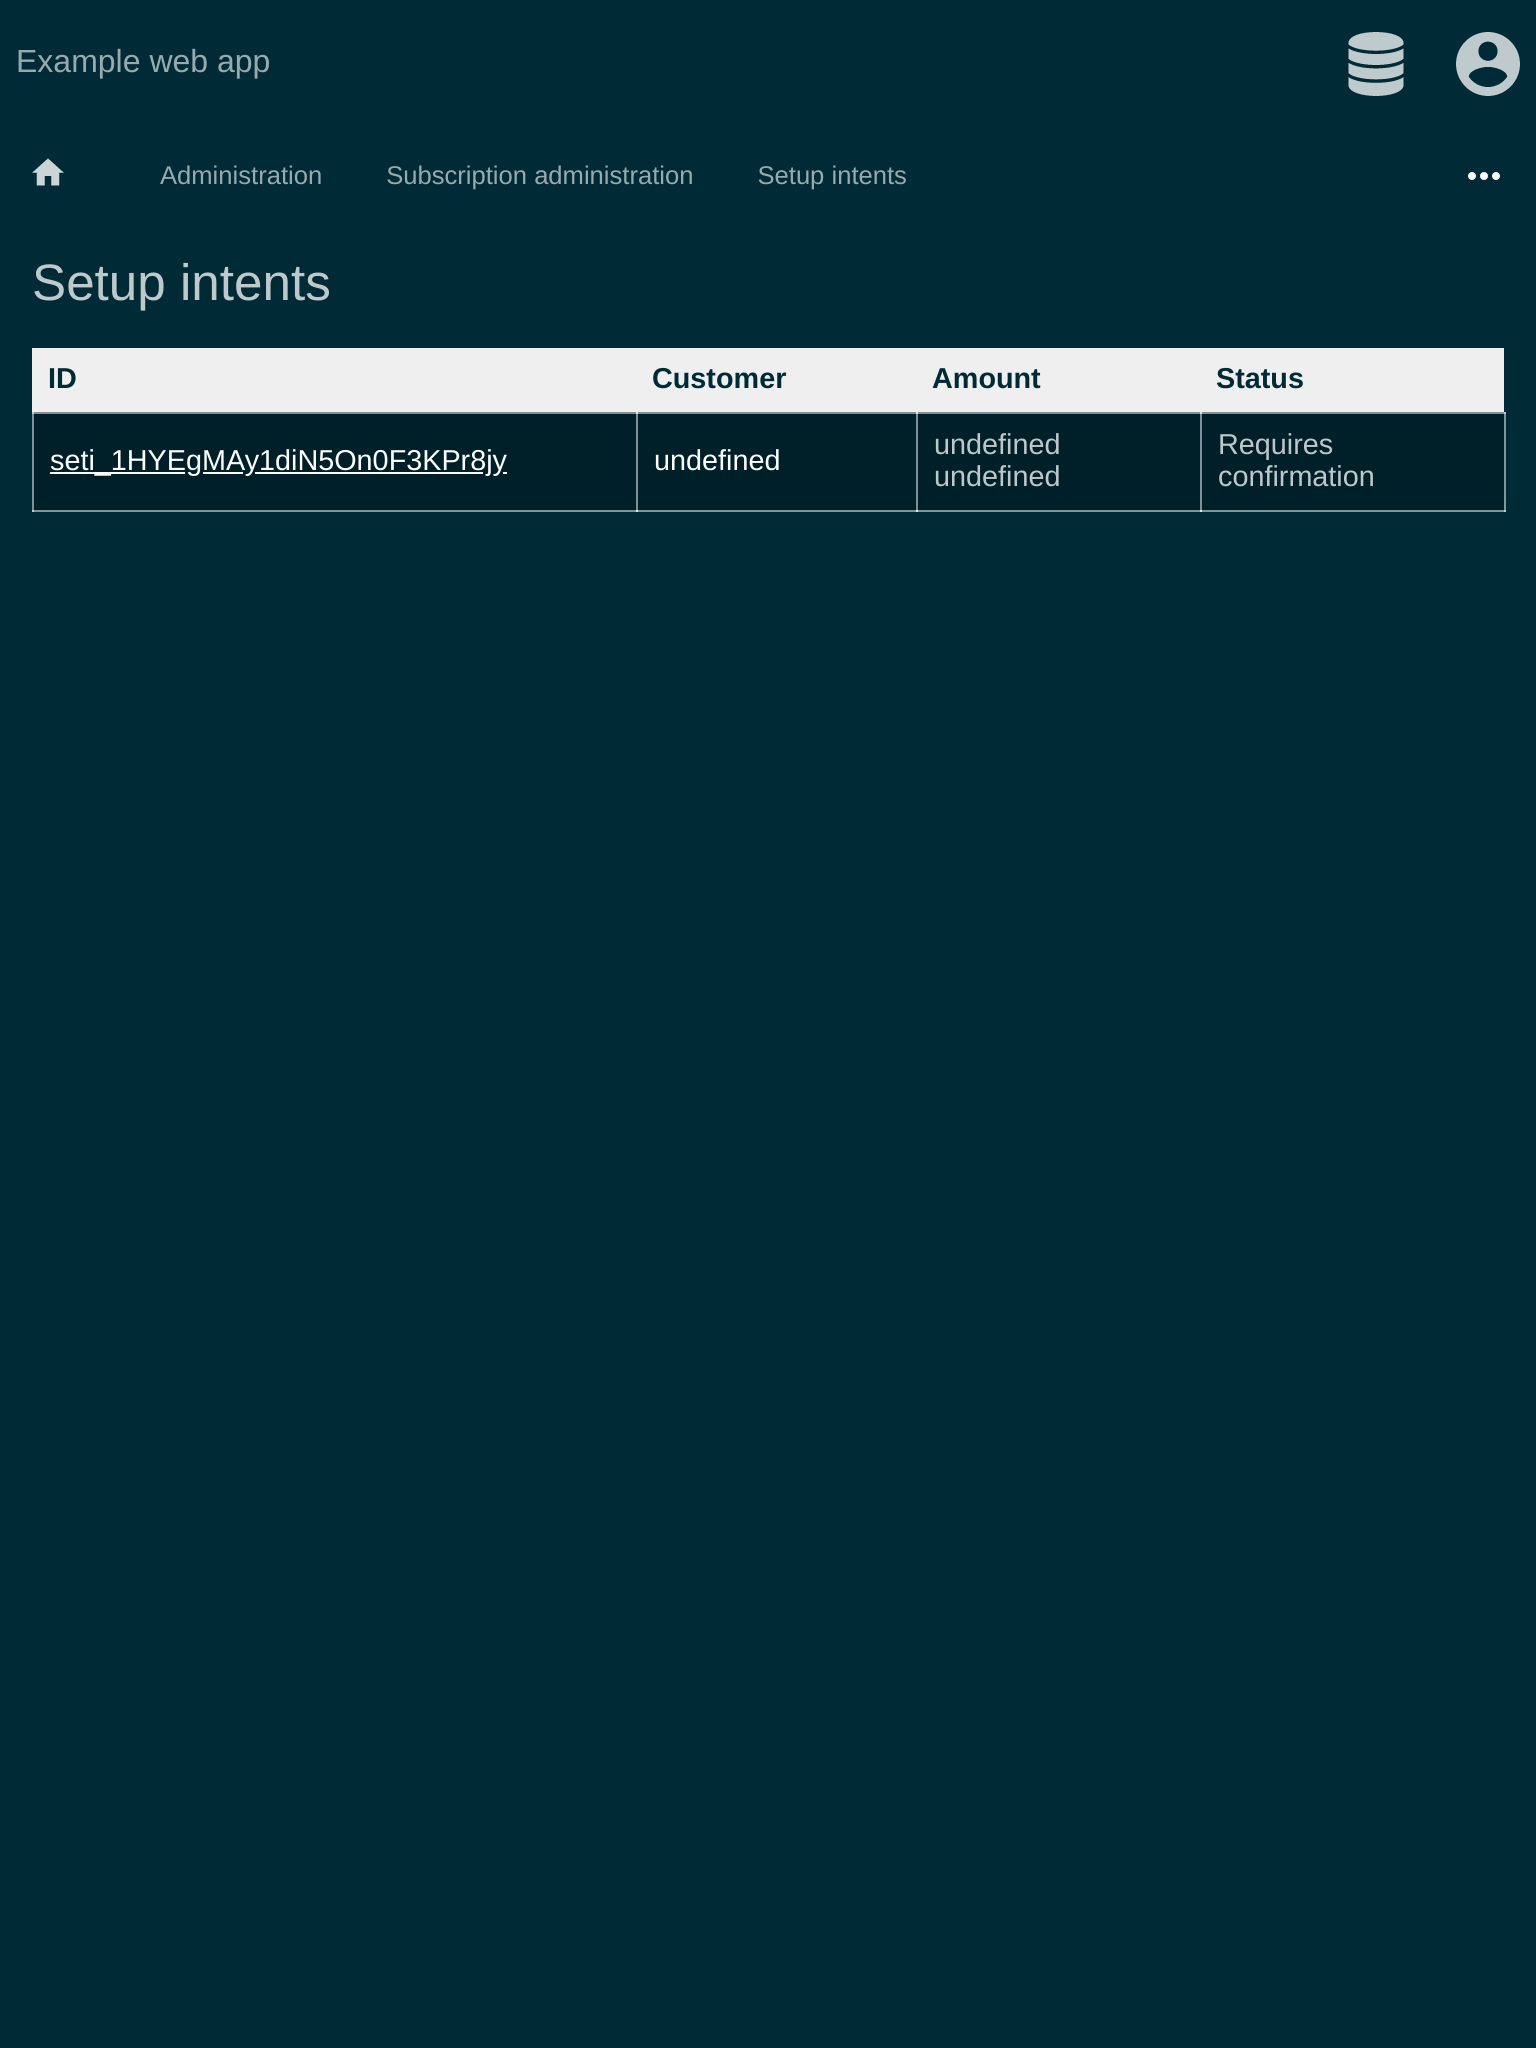 Example web app
Administration Subscription administration Setup intents
Setup intents
ID Customer Amount Status
seti_1HYEgMAy1diN5On0F3KPr8jy undefined undefined undefined Requires confirmation